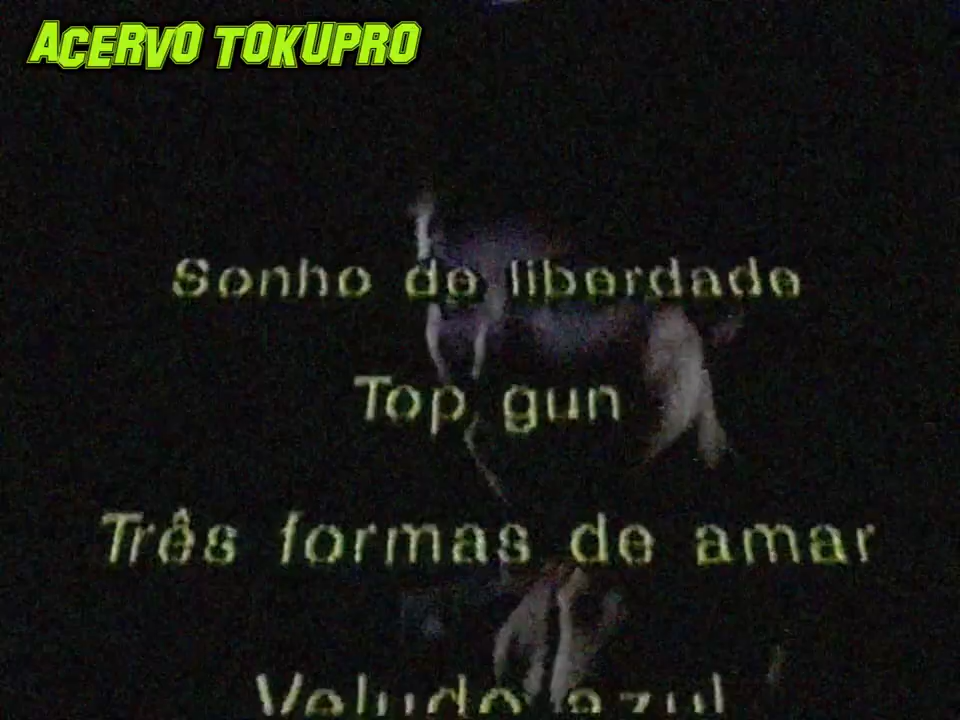 ACERVO TOKUPRO
Sonho de liberdade
Top gun
Três formas de amar
Veludo azul